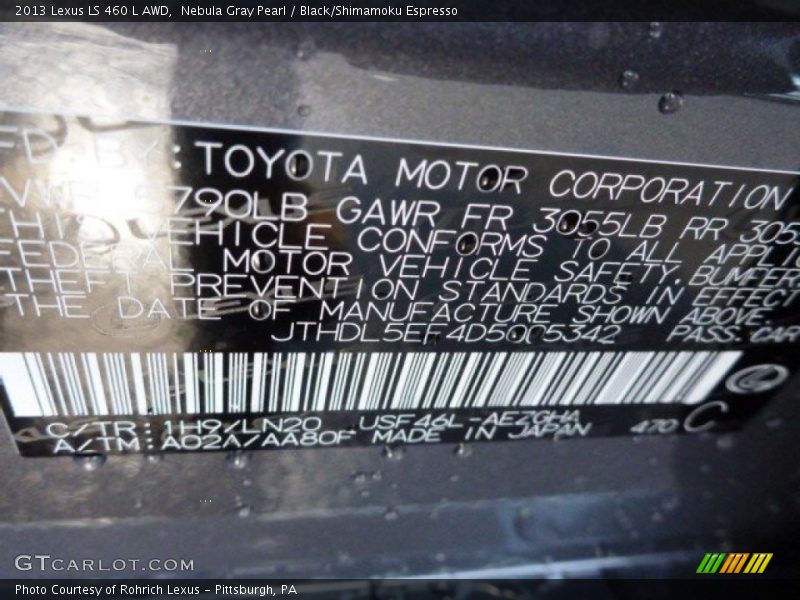 2013 Lexus LS 460 L AWD, Nebula Gray Pearl / Black/Shimamoku Espresso
BY: TOYOTA MOTOR CORPORATION
790LB GAWR FR 3055LB RR 305
VEHICLE CONFORMS TO ALL APPLIC
FEDERAL MOTOR VEHICLE SAFETY, BUMPER
THEFT PREVENTION STANDARDS IN EFFECT
THE DATE OF MANUFACTURE SHOWN ABOVE
JTHDL5EF4D5005342 PASS. CAR
C/TR: 1H9/LN20 USF46L-AEZGHA
A/TM: A02A/AA80F MADE IN JAPAN 470 C
GTCARLOT.COM
Photo Courtesy of Rohrich Lexus - Pittsburgh, PA